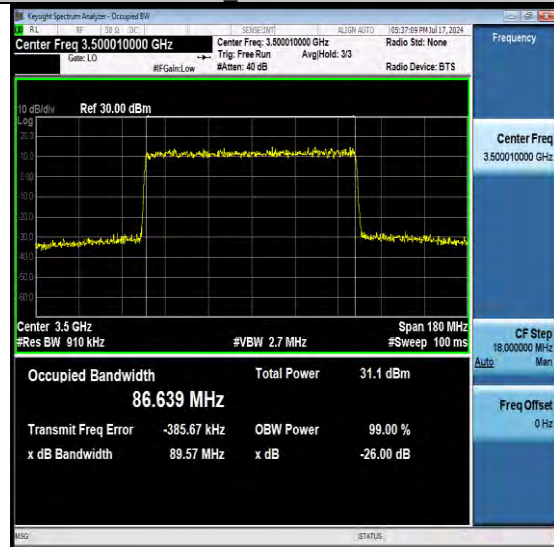 Keysight Spectrum Analyzer - Occupied BW
RL RF 50 Ω DC SENSE:INT ALIGN AUTO 05:37:09 PM Jul 17, 2024
Center Freq 3.500010000 GHz
Center Freq: 3.500010000 GHz
Radio Std: None
Gate: LO
Trig: Free Run Avg|Hold: 3/3
#IFGain:Low
#Atten: 40 dB
Radio Device: BTS
10 dB/div Ref 30.00 dBm
Log
20.0
10.0
0.00
-10.0
-20.0
-30.0
-40.0
-50.0
-60.0
Center 3.5 GHz
Span 180 MHz
#Res BW 910 kHz
#VBW 2.7 MHz
#Sweep 100 ms
Occupied Bandwidth
86.639 MHz
Total Power 31.1 dBm
Transmit Freq Error -385.67 kHz
OBW Power 99.00 %
x dB Bandwidth 89.57 MHz
x dB -26.00 dB
MSG
STATUS
Frequency
Center Freq
3.500010000 GHz
CF Step
18.000000 MHz
Auto Man
Freq Offset
0 Hz